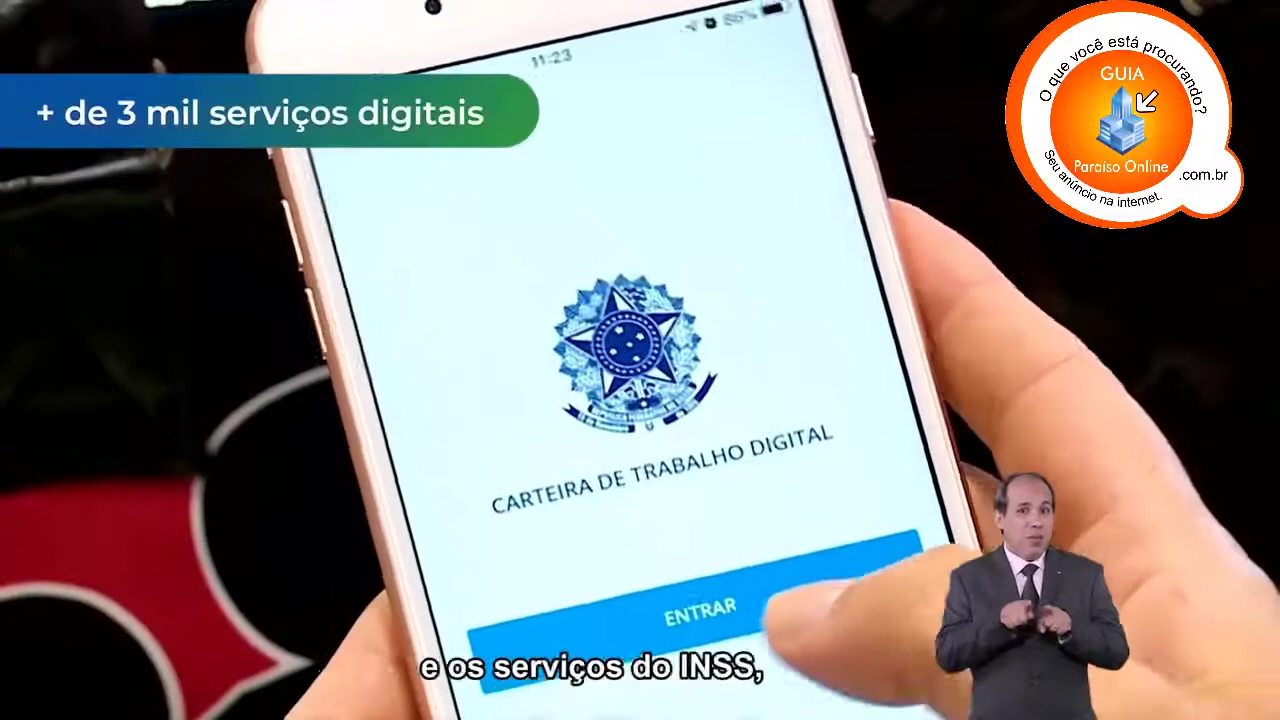 11:23
86%
+ de 3 mil serviços digitais
O que você está procurando?
GUIA
Paraíso Online
.com.br
Seu anúncio na internet.
CARTEIRA DE TRABALHO DIGITAL
ENTRAR
e os serviços do INSS,